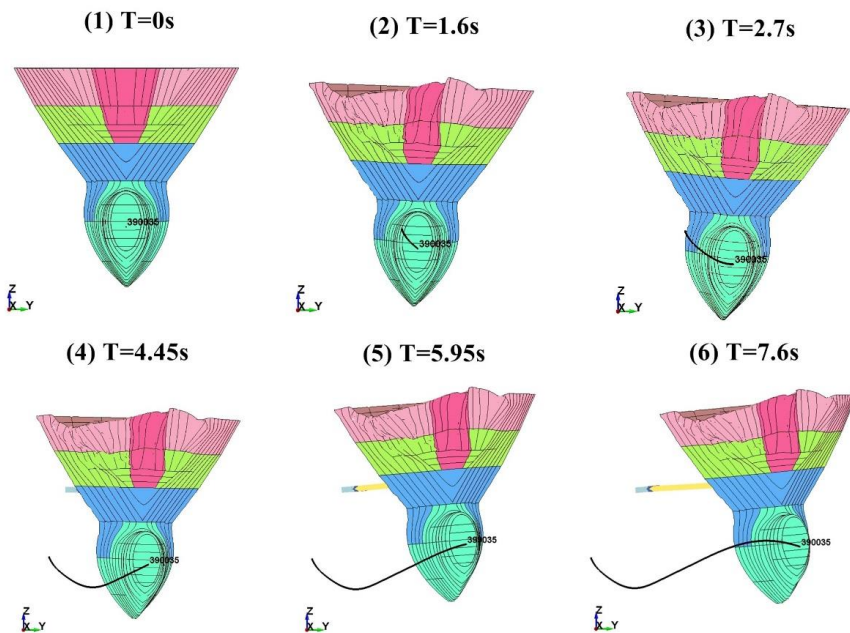 (1) T=0s
(2) T=1.6s
(3) T=2.7s
390035
390035
390035
Z
X Y
Z
X Y
Z
X Y
(4) T=4.45s
(5) T=5.95s
(6) T=7.6s
390035
390035
390035
Z
X Y
Z
X Y
Z
X Y